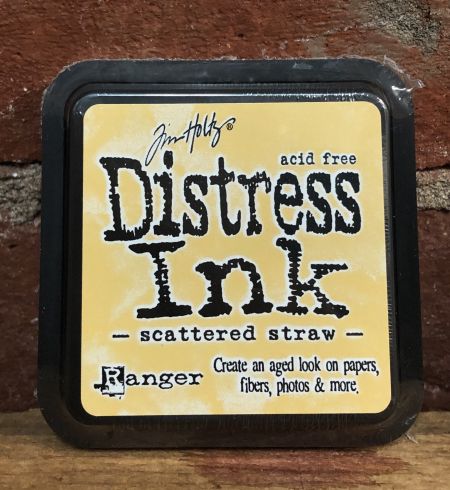 Tim Holtz®
acid free
Distress
Ink
- scattered straw -
Ranger
Create an aged look on papers,
fibers, photos & more.